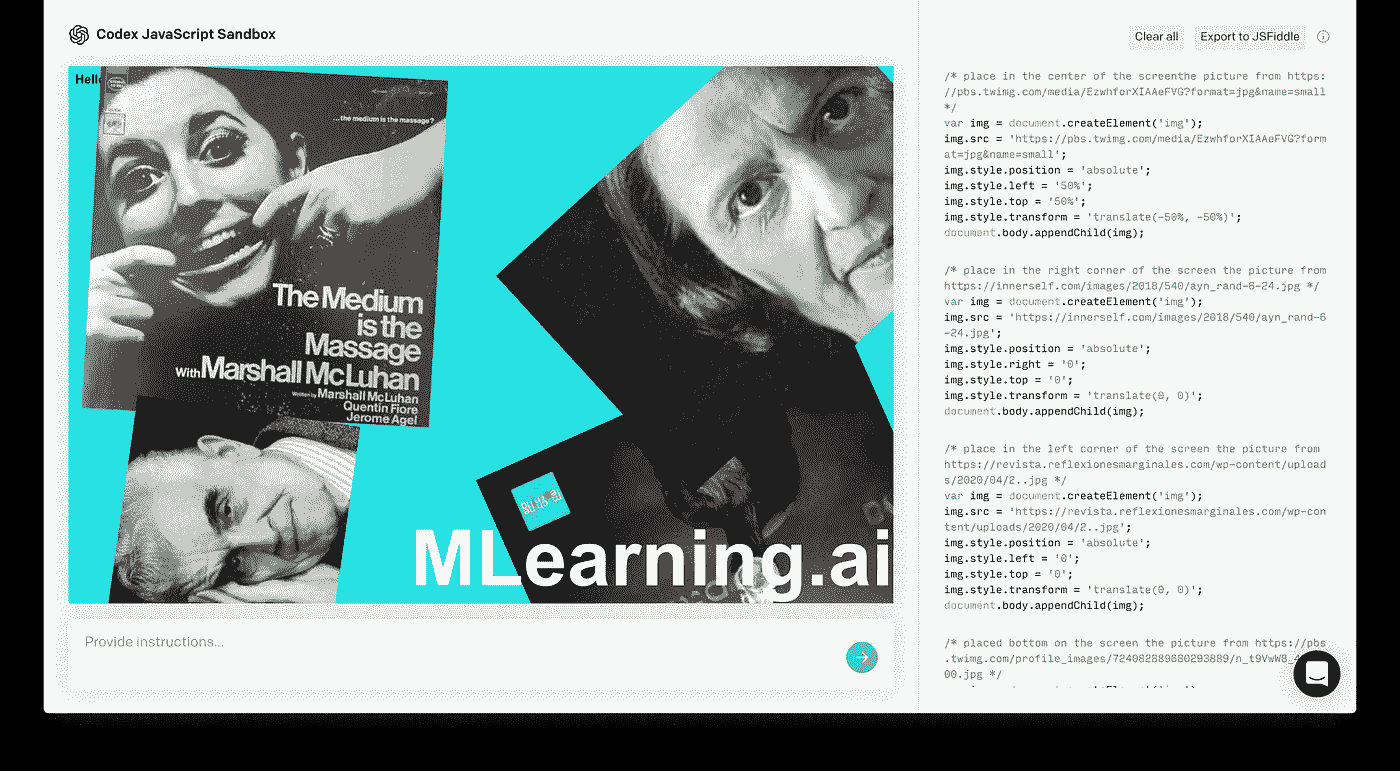 Codex JavaScript Sandbox
Clear all
Export to JSFiddle
...the medium is the massage?
The Medium
is the
Massage
With Marshall McLuhan
Written by Marshall McLuhan
Quentin Fiore
Jerome Agel
MLearning.ai
Provide instructions...
/* place in the center of the screenthe picture from https:
//pbs.twimg.com/media/EzwhforXIAAeFVG?format=jpg&name=small
*/
var img = document.createElement('img');
img.src = 'https://pbs.twimg.com/media/EzwhforXIAAeFVG?form
at=jpg&name=small';
img.style.position = 'absolute';
img.style.left = '50%';
img.style.top = '50%';
img.style.transform = 'translate(-50%, -50%)';
document.body.appendChild(img);
/* place in the right corner of the screen the picture from
https://innerself.com/images/2018/540/ayn_rand-6-24.jpg */
var img = document.createElement('img');
img.src = 'https://innerself.com/images/2018/540/ayn_rand-6
-24.jpg';
img.style.position = 'absolute';
img.style.right = '0';
img.style.top = '0';
img.style.transform = 'translate(0, 0)';
document.body.appendChild(img);
/* place in the left corner of the screen the picture from
https://revista.reflexionesmarginales.com/wp-content/upload
s/2020/04/2..jpg */
var img = document.createElement('img');
img.src = 'https://revista.reflexionesmarginales.com/wp-con
tent/uploads/2020/04/2..jpg';
img.style.position = 'absolute';
img.style.left = '0';
img.style.top = '0';
img.style.transform = 'translate(0, 0)';
document.body.appendChild(img);
/* placed bottom on the screen the picture from https://pbs
.twimg.com/profile_images/724082889680293889/n_t9VwW8_4
00.jpg */